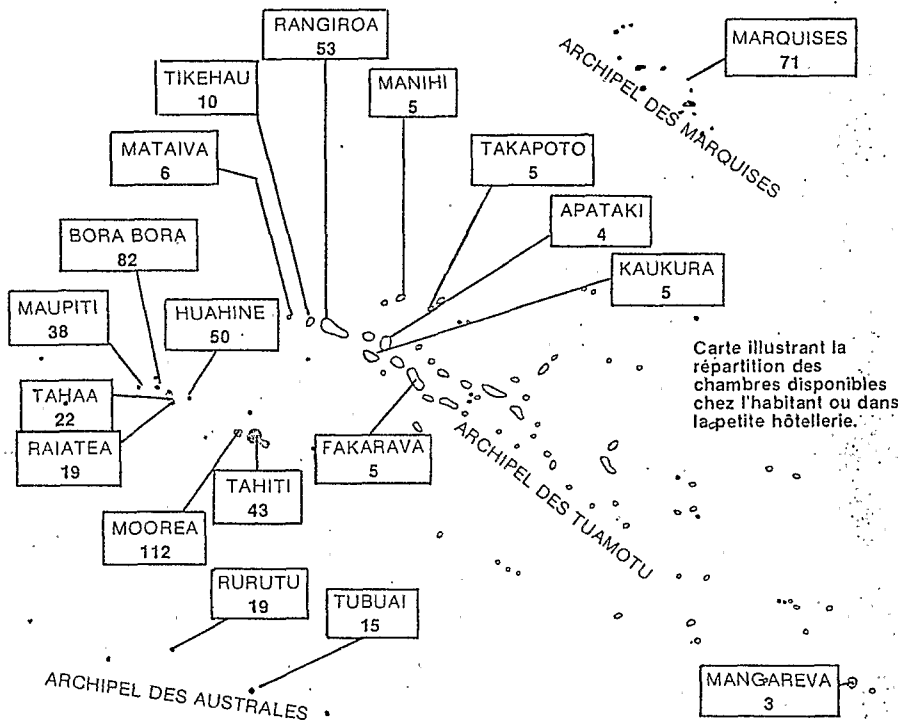 RANGIROA
53
MARQUISES
71
ARCHIPEL DES MARQUISES
TIKEHAU
10
MANIHI
5
MATAIVA
6
TAKAPOTO
5
APATAKI
4
BORA BORA
82
KAUKURA
5
MAUPITI
38
HUAHINE
50
Carte illustrant la
répartition des
chambres disponibles
chez l'habitant ou dans
la petite hôtellerie.
TAHAA
22
RAIATEA
19
FAKARAVA
5
ARCHIPEL DES TUAMOTU
TAHITI
43
MOOREA
112
RURUTU
19
TUBUAI
15
ARCHIPEL DES AUSTRALES
MANGAREVA
3